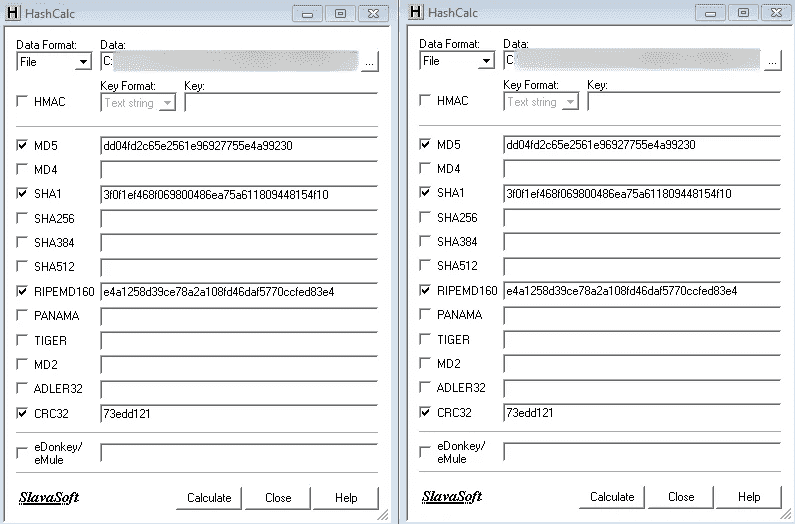 HashCalc
Data Format: Data:
File C: ...
Key Format: Key:
HMAC Text string
MD5 dd04fd2c65e2561e96927755e4a99230
MD4
SHA1 3f0f1ef468f069800486ea75a611809448154f10
SHA256
SHA384
SHA512
RIPEMD160 e4a1258d39ce78a2a108fd46daf5770ccfed83e4
PANAMA
TIGER
MD2
ADLER32
CRC32 73edd121
eDonkey/
eMule
SlavaSoft Calculate Close Help
HashCalc
Data Format: Data:
File C ...
Key Format: Key:
HMAC Text string
MD5 dd04fd2c65e2561e96927755e4a99230
MD4
SHA1 3f0f1ef468f069800486ea75a611809448154f10
SHA256
SHA384
SHA512
RIPEMD160 e4a1258d39ce78a2a108fd46daf5770ccfed83e4
PANAMA
TIGER
MD2
ADLER32
CRC32 73edd121
eDonkey/
eMule
SlavaSoft Calculate Close Help